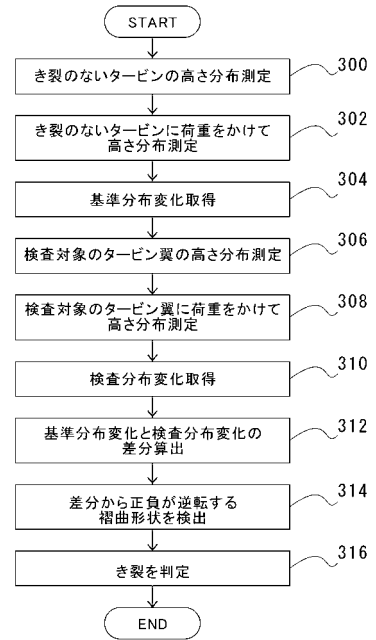 START
き裂のないタービンの高さ分布測定
300
き裂のないタービンに荷重をかけて
高さ分布測定
302
基準分布変化取得
304
検査対象のタービン翼の高さ分布測定
306
検査対象のタービン翼に荷重をかけて
高さ分布測定
308
検査分布変化取得
310
基準分布変化と検査分布変化の
差分算出
312
差分から正負が逆転する
褶曲形状を検出
314
き裂を判定
316
END